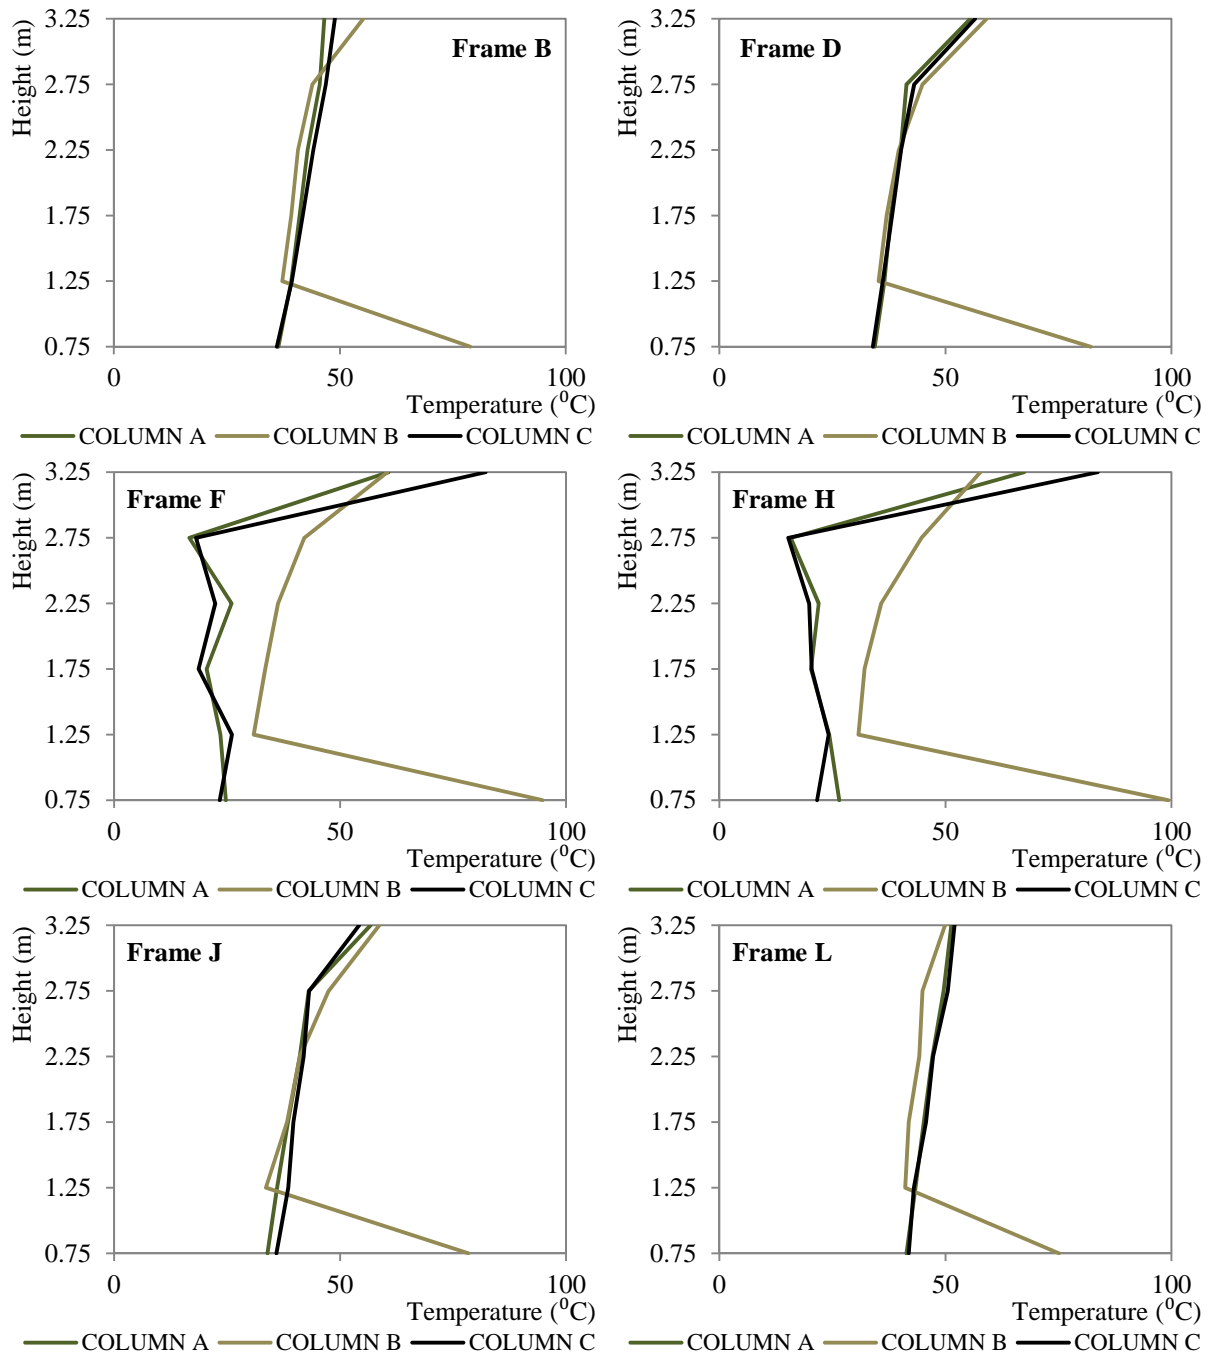 3.25
2.75
2.25
1.75
1.25
0.75
Height (m)
Frame B
0 50 100
Temperature (⁰C)
COLUMN A COLUMN B COLUMN C
3.25
2.75
2.25
1.75
1.25
0.75
Height (m)
Frame D
0 50 100
Temperature (⁰C)
COLUMN A COLUMN B COLUMN C
3.25
2.75
2.25
1.75
1.25
0.75
Height (m)
Frame F
0 50 100
Temperature (⁰C)
COLUMN A COLUMN B COLUMN C
3.25
2.75
2.25
1.75
1.25
0.75
Height (m)
Frame H
0 50 100
Temperature (⁰C)
COLUMN A COLUMN B COLUMN C
3.25
2.75
2.25
1.75
1.25
0.75
Height (m)
Frame J
0 50 100
Temperature (⁰C)
COLUMN A COLUMN B COLUMN C
3.25
2.75
2.25
1.75
1.25
0.75
Height (m)
Frame L
0 50 100
Temperature (⁰C)
COLUMN A COLUMN B COLUMN C